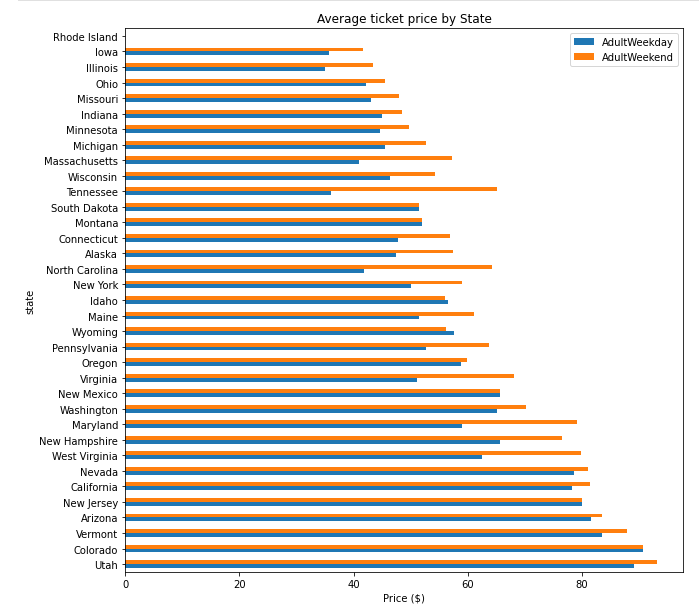 Average ticket price by State
AdultWeekday
AdultWeekend
Rhode Island
Iowa
Illinois
Ohio
Missouri
Indiana
Minnesota
Michigan
Massachusetts
Wisconsin
Tennessee
South Dakota
Montana
Connecticut
Alaska
North Carolina
New York
Idaho
Maine
Wyoming
Pennsylvania
Oregon
Virginia
New Mexico
Washington
Maryland
New Hampshire
West Virginia
Nevada
California
New Jersey
Arizona
Vermont
Colorado
Utah
state
0 20 40 60 80
Price ($)